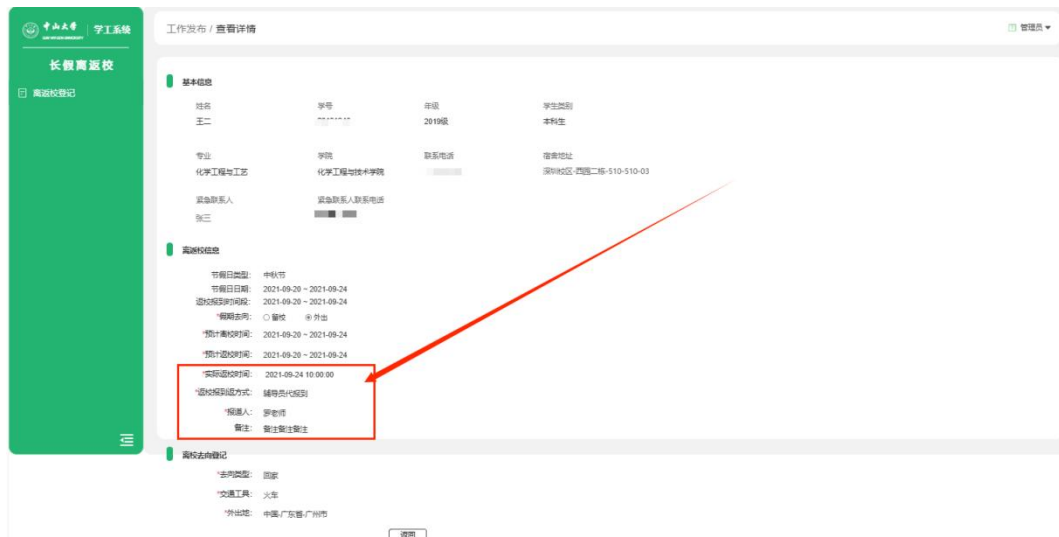 中山大學 学工系统
工作发布 / 查看详情
管理员
长假离返校
离返校登记
基本信息
姓名 学号 年级 学生类别
王二 2019级 本科生
专业 学院 联系电话 宿舍地址
化学工程与工艺 化学工程与技术学院 深圳校区-西园二栋-510-510-03
紧急联系人 紧急联系人联系电话
张三
离返校信息
节假日类型: 中秋节
节假日日期: 2021-09-20 ~ 2021-09-24
返校报到时间段: 2021-09-20 ~ 2021-09-24
*假期去向: 留校 外出
*预计离校时间: 2021-09-20 ~ 2021-09-24
*预计返校时间: 2021-09-20 ~ 2021-09-24
*实际返校时间: 2021-09-24 10:00:00
*返校报到返方式: 辅导员代报到
*报道人: 罗老师
备注: 备注备注备注
离校去向登记
*去向类型: 回家
*交通工具: 火车
*外出地: 中国-广东省-广州市
返回